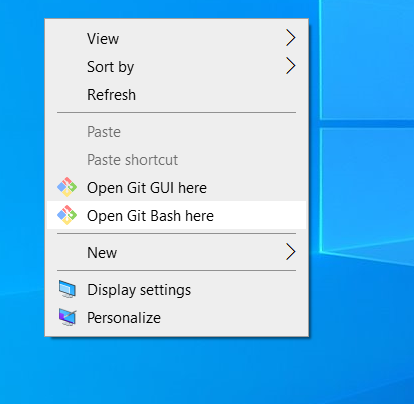 View
Sort by
Refresh
Paste
Paste shortcut
Open Git GUI here
Open Git Bash here
New
Display settings
Personalize